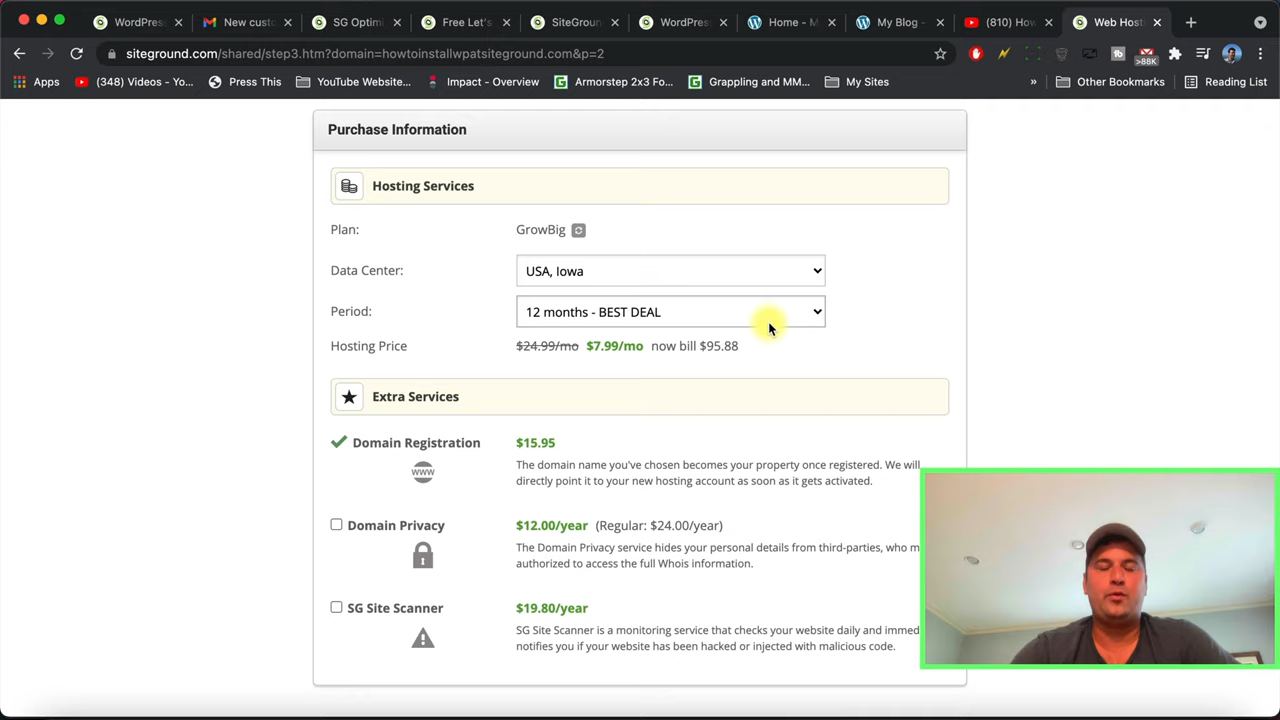 WordPress
New custo
SG Optim
Free Let's
SiteGroun
WordPress
Home - M
My Blog -
(810) How
Web Hosti
siteground.com/shared/step3.htm?domain=howtoinstallwpatsiteground.com&p=2
>88K
Apps
(348) Videos - Yo...
Press This
YouTube Website...
Impact - Overview
Armorstep 2x3 Fo...
Grappling and MM...
My Sites
»
Other Bookmarks
Reading List
Purchase Information
Hosting Services
Plan: GrowBig
Data Center: USA, Iowa
Period: 12 months - BEST DEAL
Hosting Price $24.99/mo $7.99/mo now bill $95.88
Extra Services
Domain Registration $15.95
www
The domain name you've chosen becomes your property once registered. We will
directly point it to your new hosting account as soon as it gets activated.
Domain Privacy $12.00/year (Regular: $24.00/year)
The Domain Privacy service hides your personal details from third-parties, who m
authorized to access the full Whois information.
SG Site Scanner $19.80/year
SG Site Scanner is a monitoring service that checks your website daily and immed
notifies you if your website has been hacked or injected with malicious code.